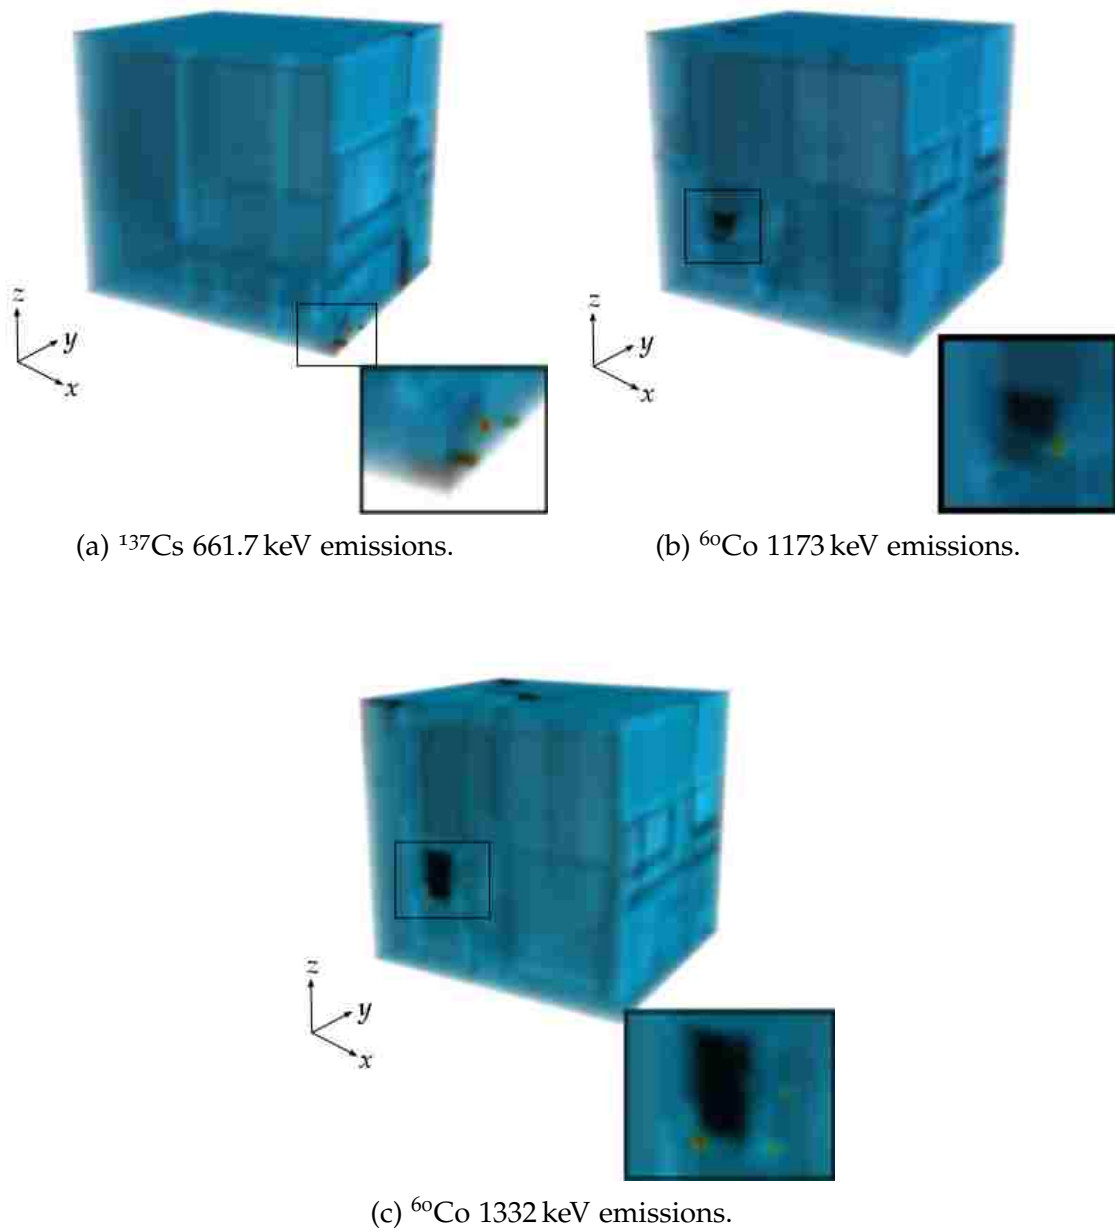 z
y
x
z
y
x
(a) ¹³⁷Cs 661.7 keV emissions.
(b) ⁶⁰Co 1173 keV emissions.
z
y
x
(c) ⁶⁰Co 1332 keV emissions.